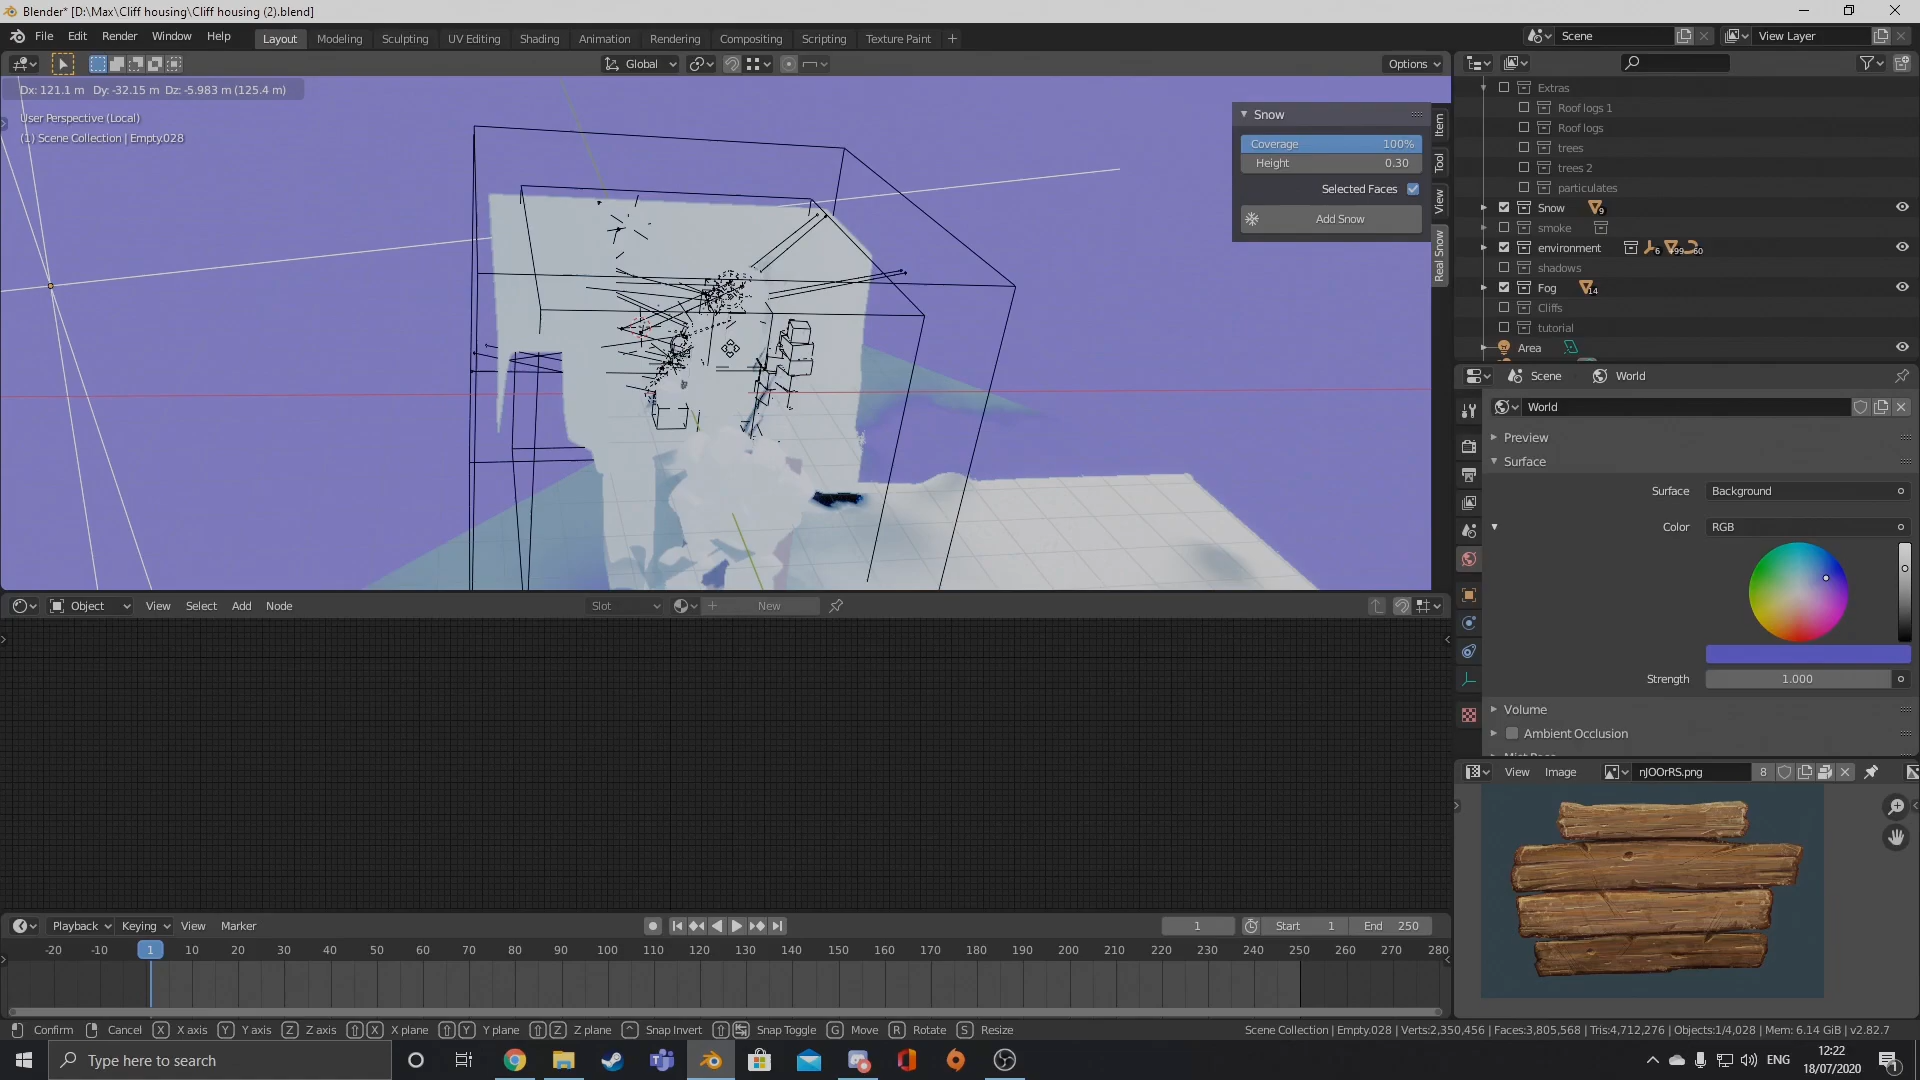 Blender* [D:\Max\Cliff housing\Cliff housing (2).blend]
File Edit Render Window Help Layout Modeling Sculpting UV Editing Shading Animation Rendering Compositing Scripting Texture Paint Scene View Layer
Global Options
Dx: 121.1 m Dy: -32.15 m Dz: -5.983 m (125.4 m)
User Perspective (Local)
(1) Scene Collection | Empty.028
Snow
Coverage 100%
Height 0.30
Selected Faces
Add Snow
Item
Tool
View
Real Snow
Extras
Roof logs 1
Roof logs
trees
trees 2
particulates
Snow 9
smoke
environment 6 99 60
shadows
Fog 14
Cliffs
tutorial
Area
Scene World
World
Preview
Surface
Surface Background
Color RGB
Strength 1.000
Volume
Ambient Occlusion
Object View Select Add Node Slot New
View Image nJOOrRS.png 8
Playback Keying View Marker 1 Start 1 End 250
-20 -10 1 10 20 30 40 50 60 70 80 90 100 110 120 130 140 150 160 170 180 190 200 210 220 230 240 250 260 270 280
Confirm Cancel X X axis Y Y axis Z Z axis X X plane Y Y plane Z Z plane Snap Invert Snap Toggle G Move R Rotate S Resize Scene Collection | Empty.028 | Verts:2,350,456 | Faces:3,805,568 | Tris:4,712,276 | Objects:1/4,028 | Mem: 6.14 GiB | v2.82.7
Type here to search ENG 12:22
18/07/2020 1